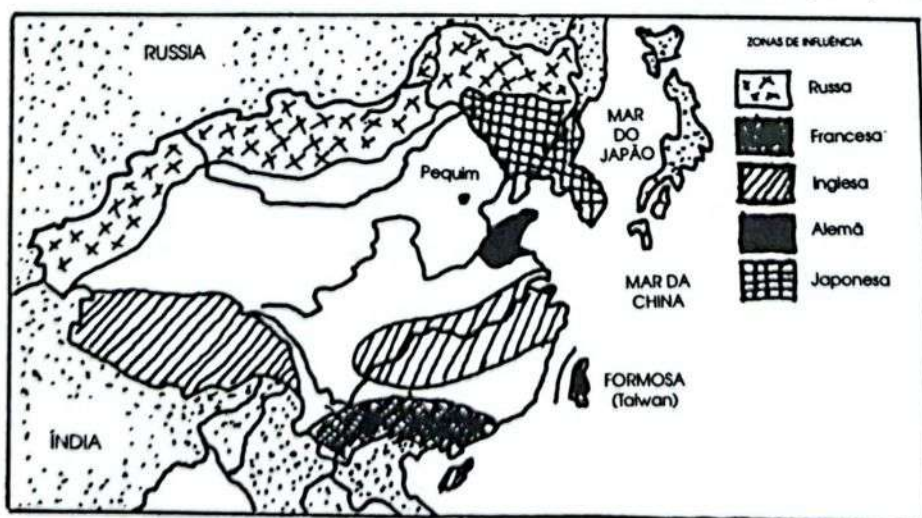 RUSSIA
Pequim
MAR
DO
JAPÃO
MAR DA
CHINA
FORMOSA
(Taiwan)
ÍNDIA
ZONAS DE INFLUÊNCIA
Russa
Francesa
Inglesa
Alemã
Japonesa